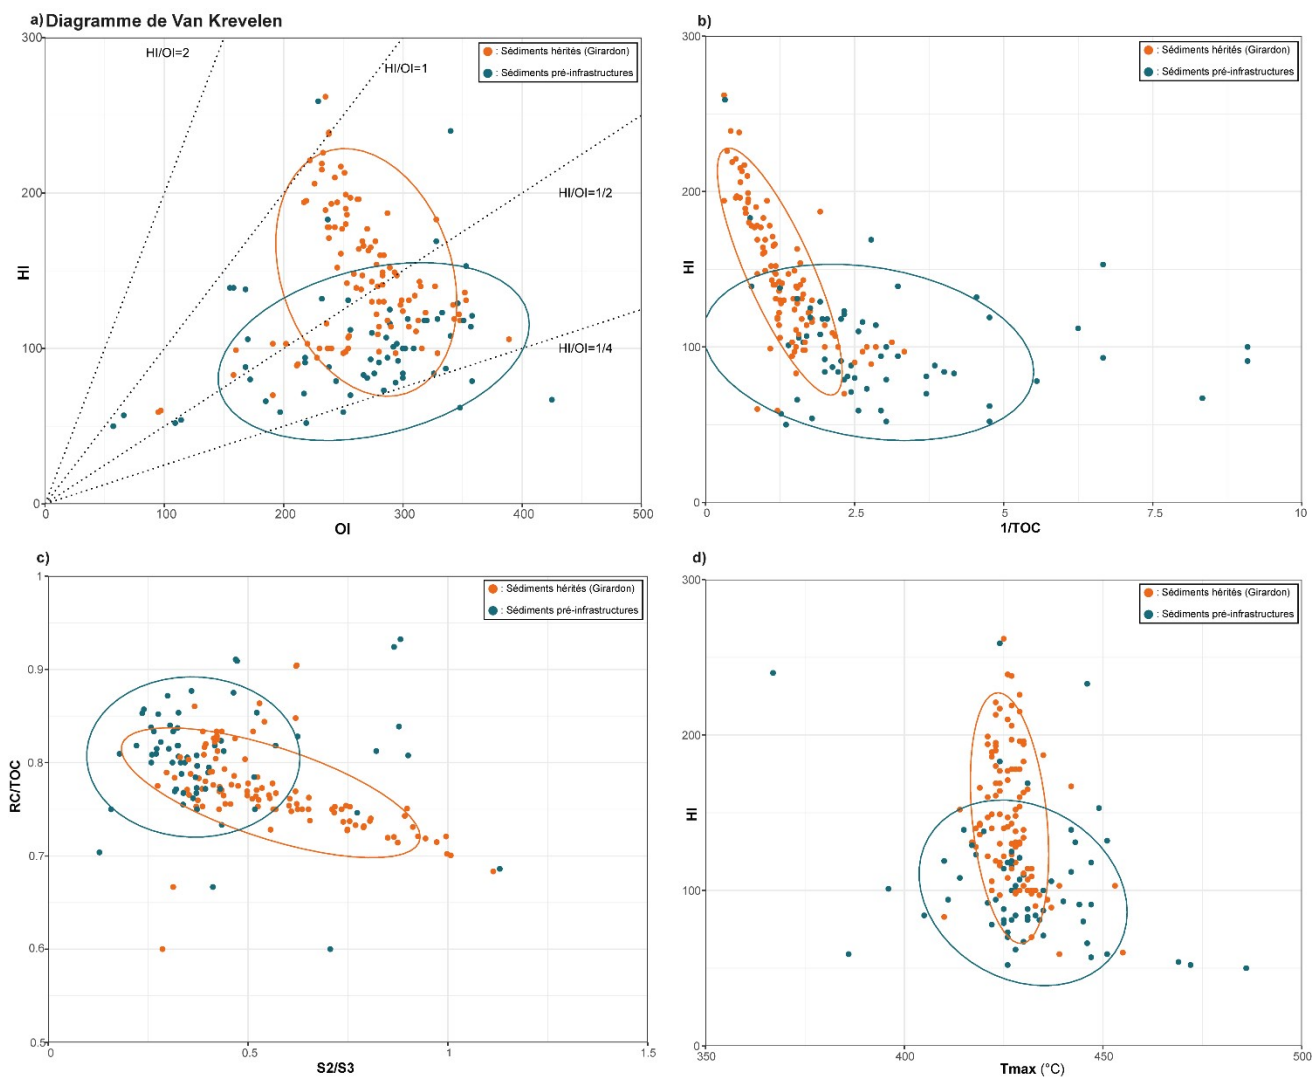 a) Diagramme de Van Krevelen
300
200
100
0
HI
HI/OI=2
HI/OI=1
HI/OI=1/2
HI/OI=1/4
: Sédiments hérités (Girardon)
: Sédiments pré-infrastructures
0 100 200 300 400 500
OI
b)
300
200
100
0
HI
: Sédiments hérités (Girardon)
: Sédiments pré-infrastructures
0 2.5 5 7.5 10
1/TOC
c)
1
0.9
0.8
0.7
0.6
0.5
RC/TOC
: Sédiments hérités (Girardon)
: Sédiments pré-infrastructures
0 0.5 1 1.5
S2/S3
d)
300
200
100
0
HI
: Sédiments hérités (Girardon)
: Sédiments pré-infrastructures
350 400 450 500
Tmax (°C)